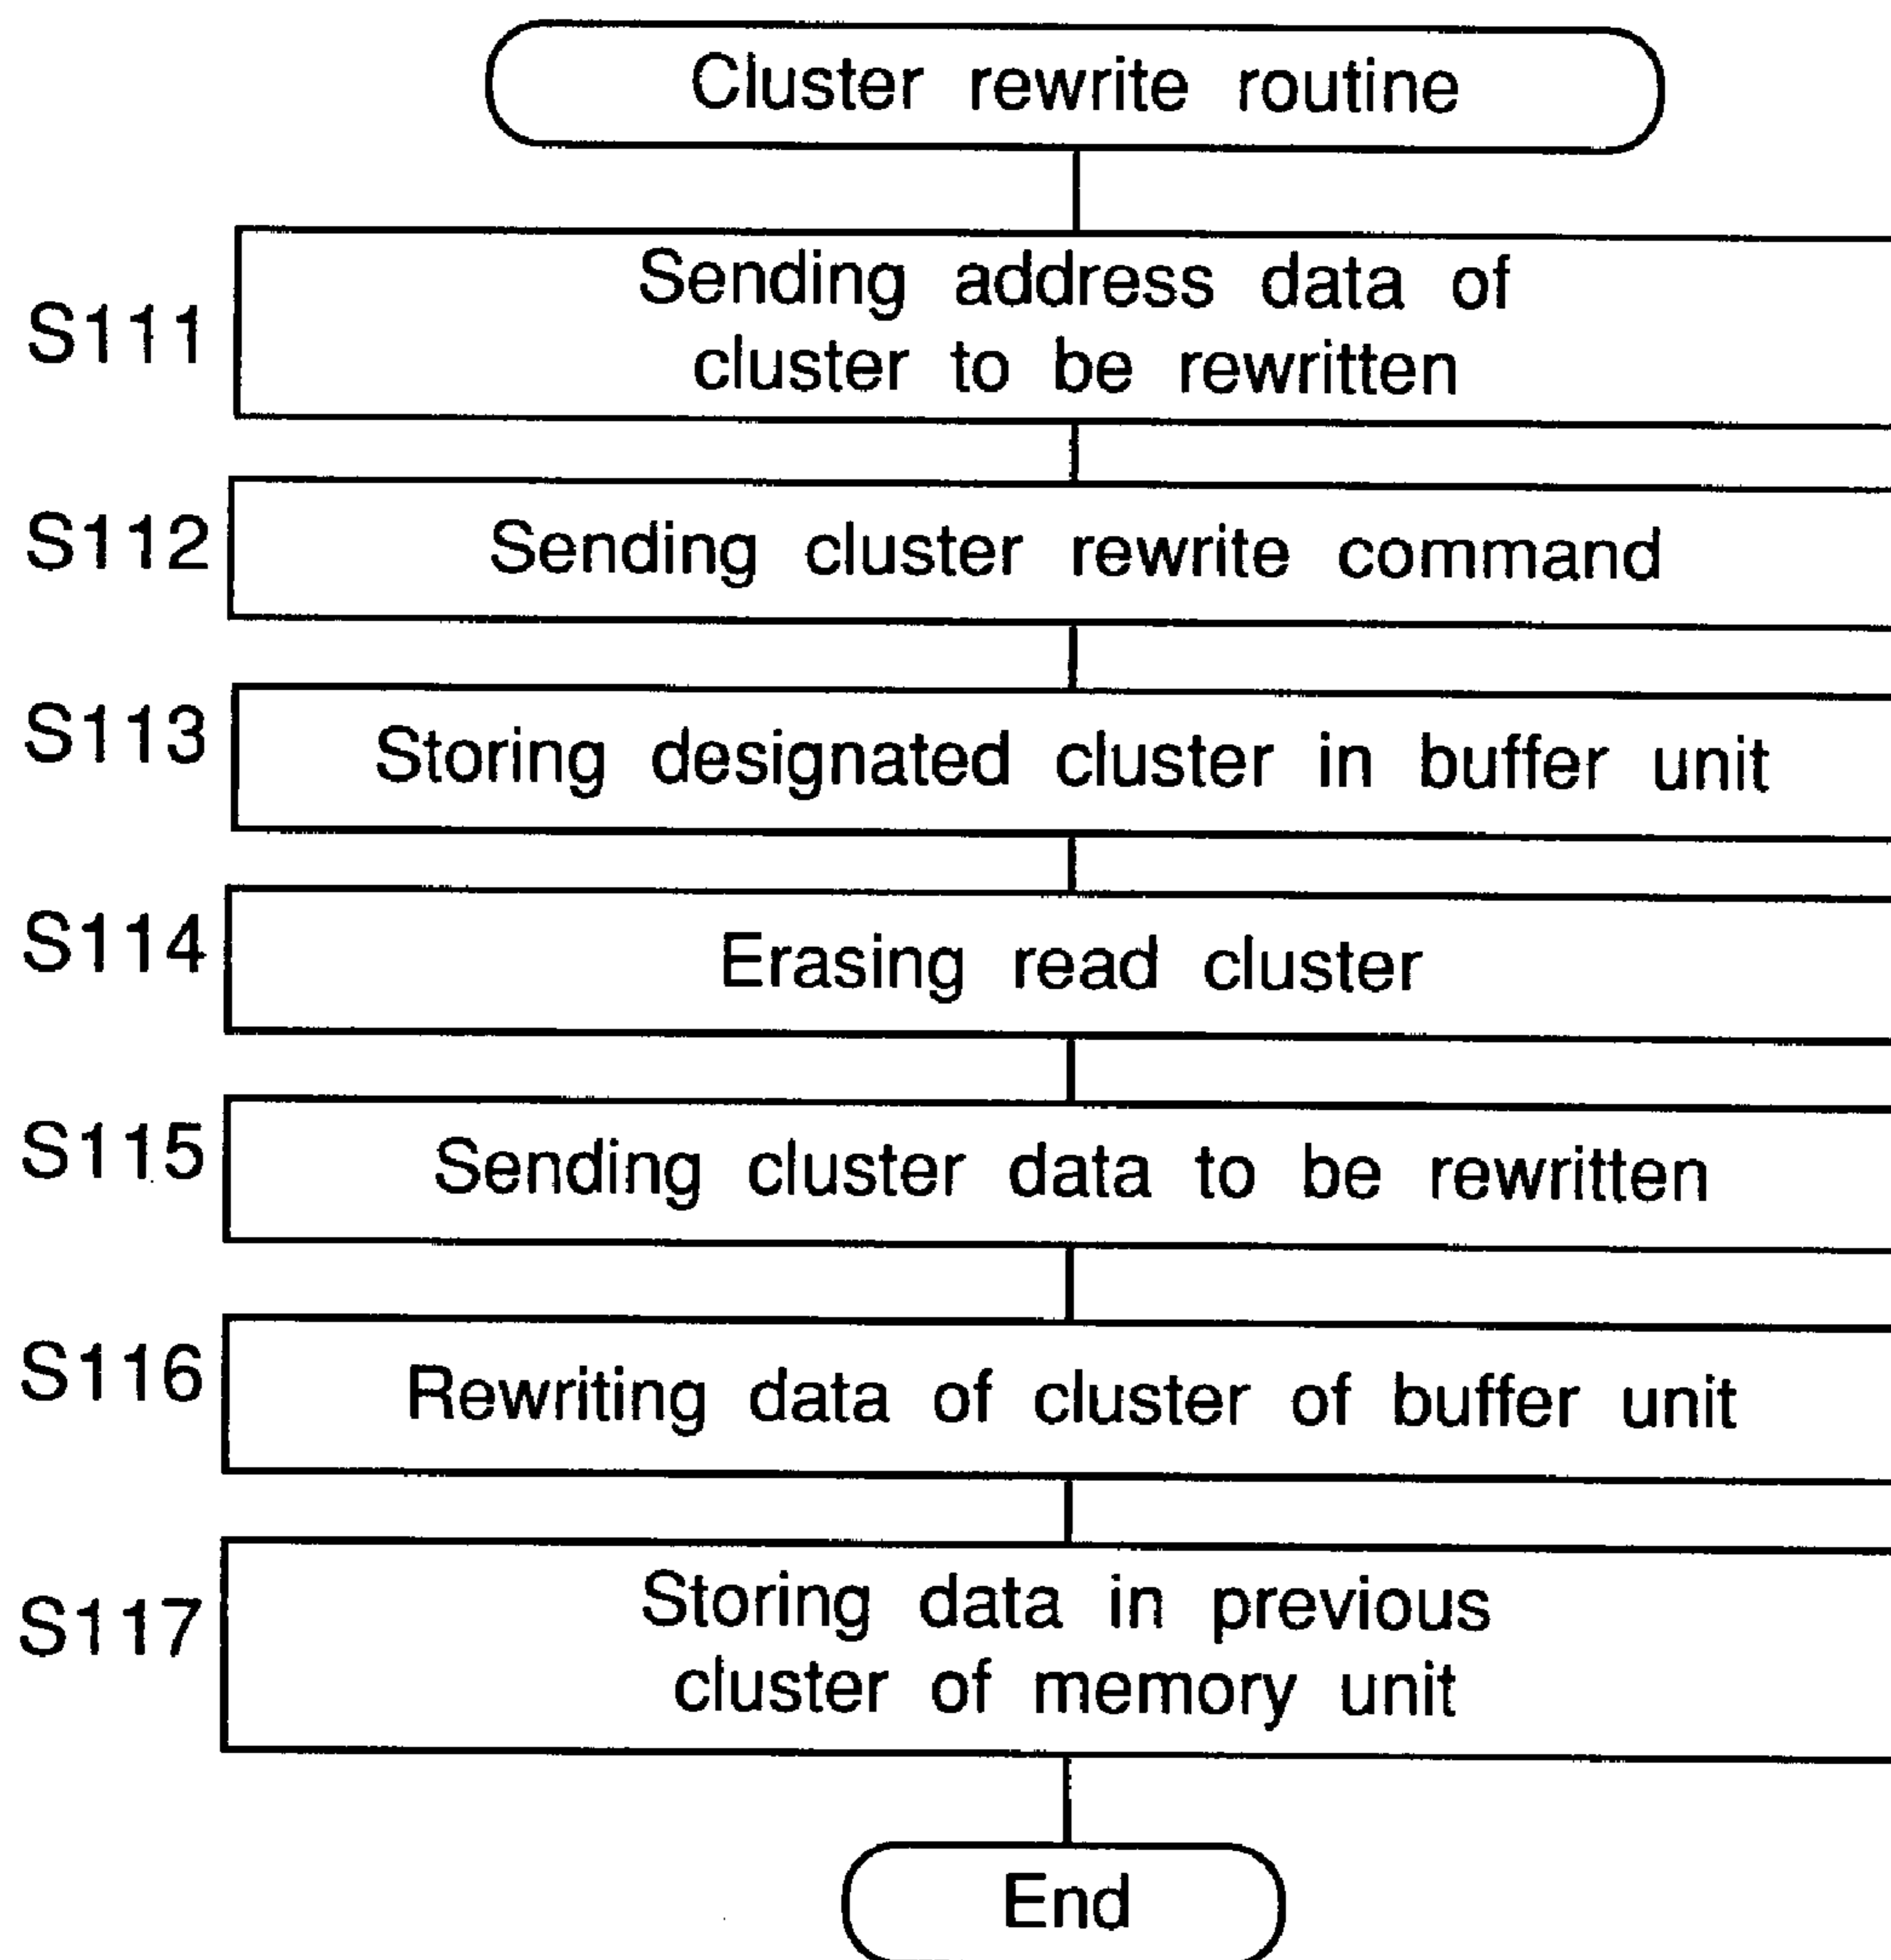 Cluster rewrite routine
S111
Sending address data of
cluster to be rewritten
S112
Sending cluster rewrite command
S113
Storing designated cluster in buffer unit
S114
Erasing read cluster
S115
Sending cluster data to be rewritten
S116
Rewriting data of cluster of buffer unit
S117
Storing data in previous
cluster of memory unit
End